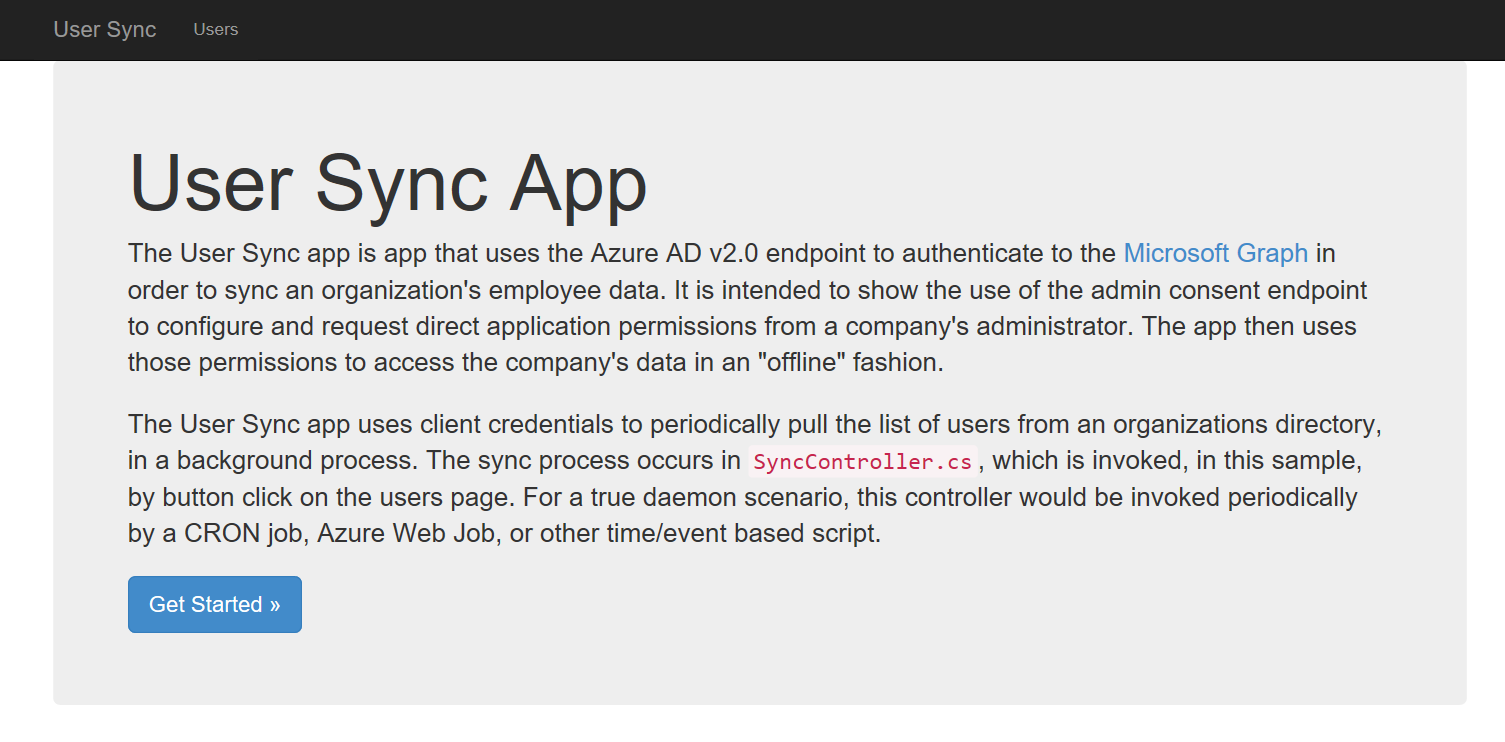 User Sync Users
User Sync App
The User Sync app is app that uses the Azure AD v2.0 endpoint to authenticate to the Microsoft Graph in
order to sync an organization's employee data. It is intended to show the use of the admin consent endpoint
to configure and request direct application permissions from a company's administrator. The app then uses
those permissions to access the company's data in an "offline" fashion.
The User Sync app uses client credentials to periodically pull the list of users from an organizations directory,
in a background process. The sync process occurs in SyncController.cs, which is invoked, in this sample,
by button click on the users page. For a true daemon scenario, this controller would be invoked periodically
by a CRON job, Azure Web Job, or other time/event based script.
Get Started »